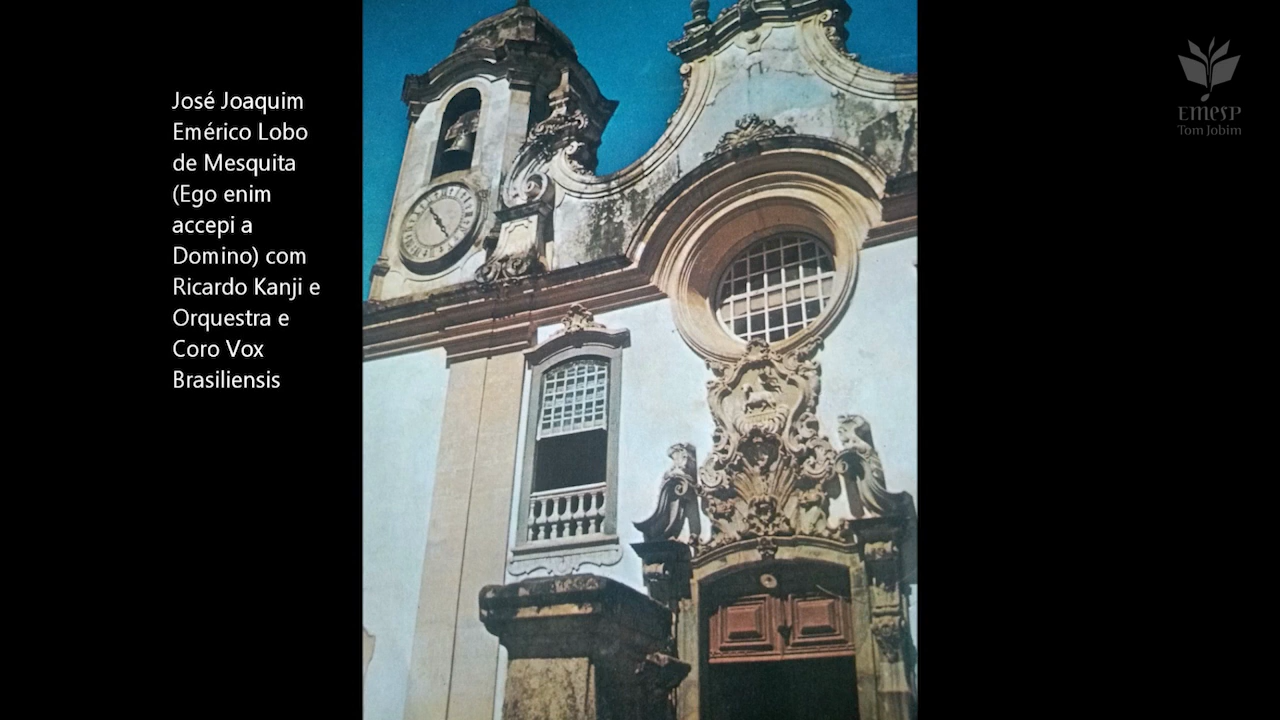 José Joaquim
Emérico Lobo
de Mesquita
(Ego enim
accepi a
Domino) com
Ricardo Kanji e
Orquestra e
Coro Vox
Brasiliensis
EMESP
Tom Jobim